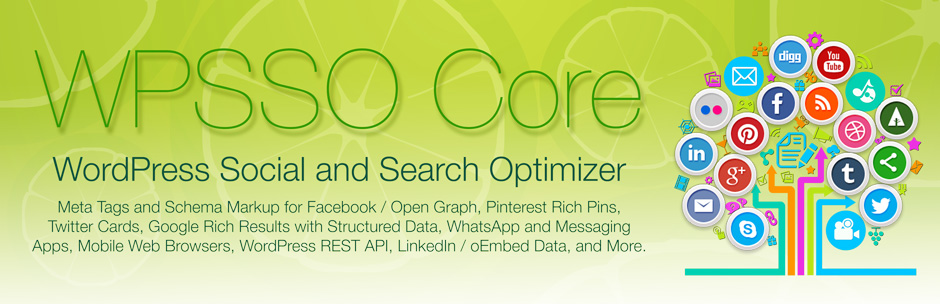 WPSSO Core
WordPress Social and Search Optimizer
Meta Tags and Schema Markup for Facebook / Open Graph, Pinterest Rich Pins,
Twitter Cards, Google Rich Results with Structured Data, WhatsApp and Messaging
Apps, Mobile Web Browsers, WordPress REST API, LinkedIn / oEmbed Data, and More.
digg
You
Tube
f
in
g+
t
S